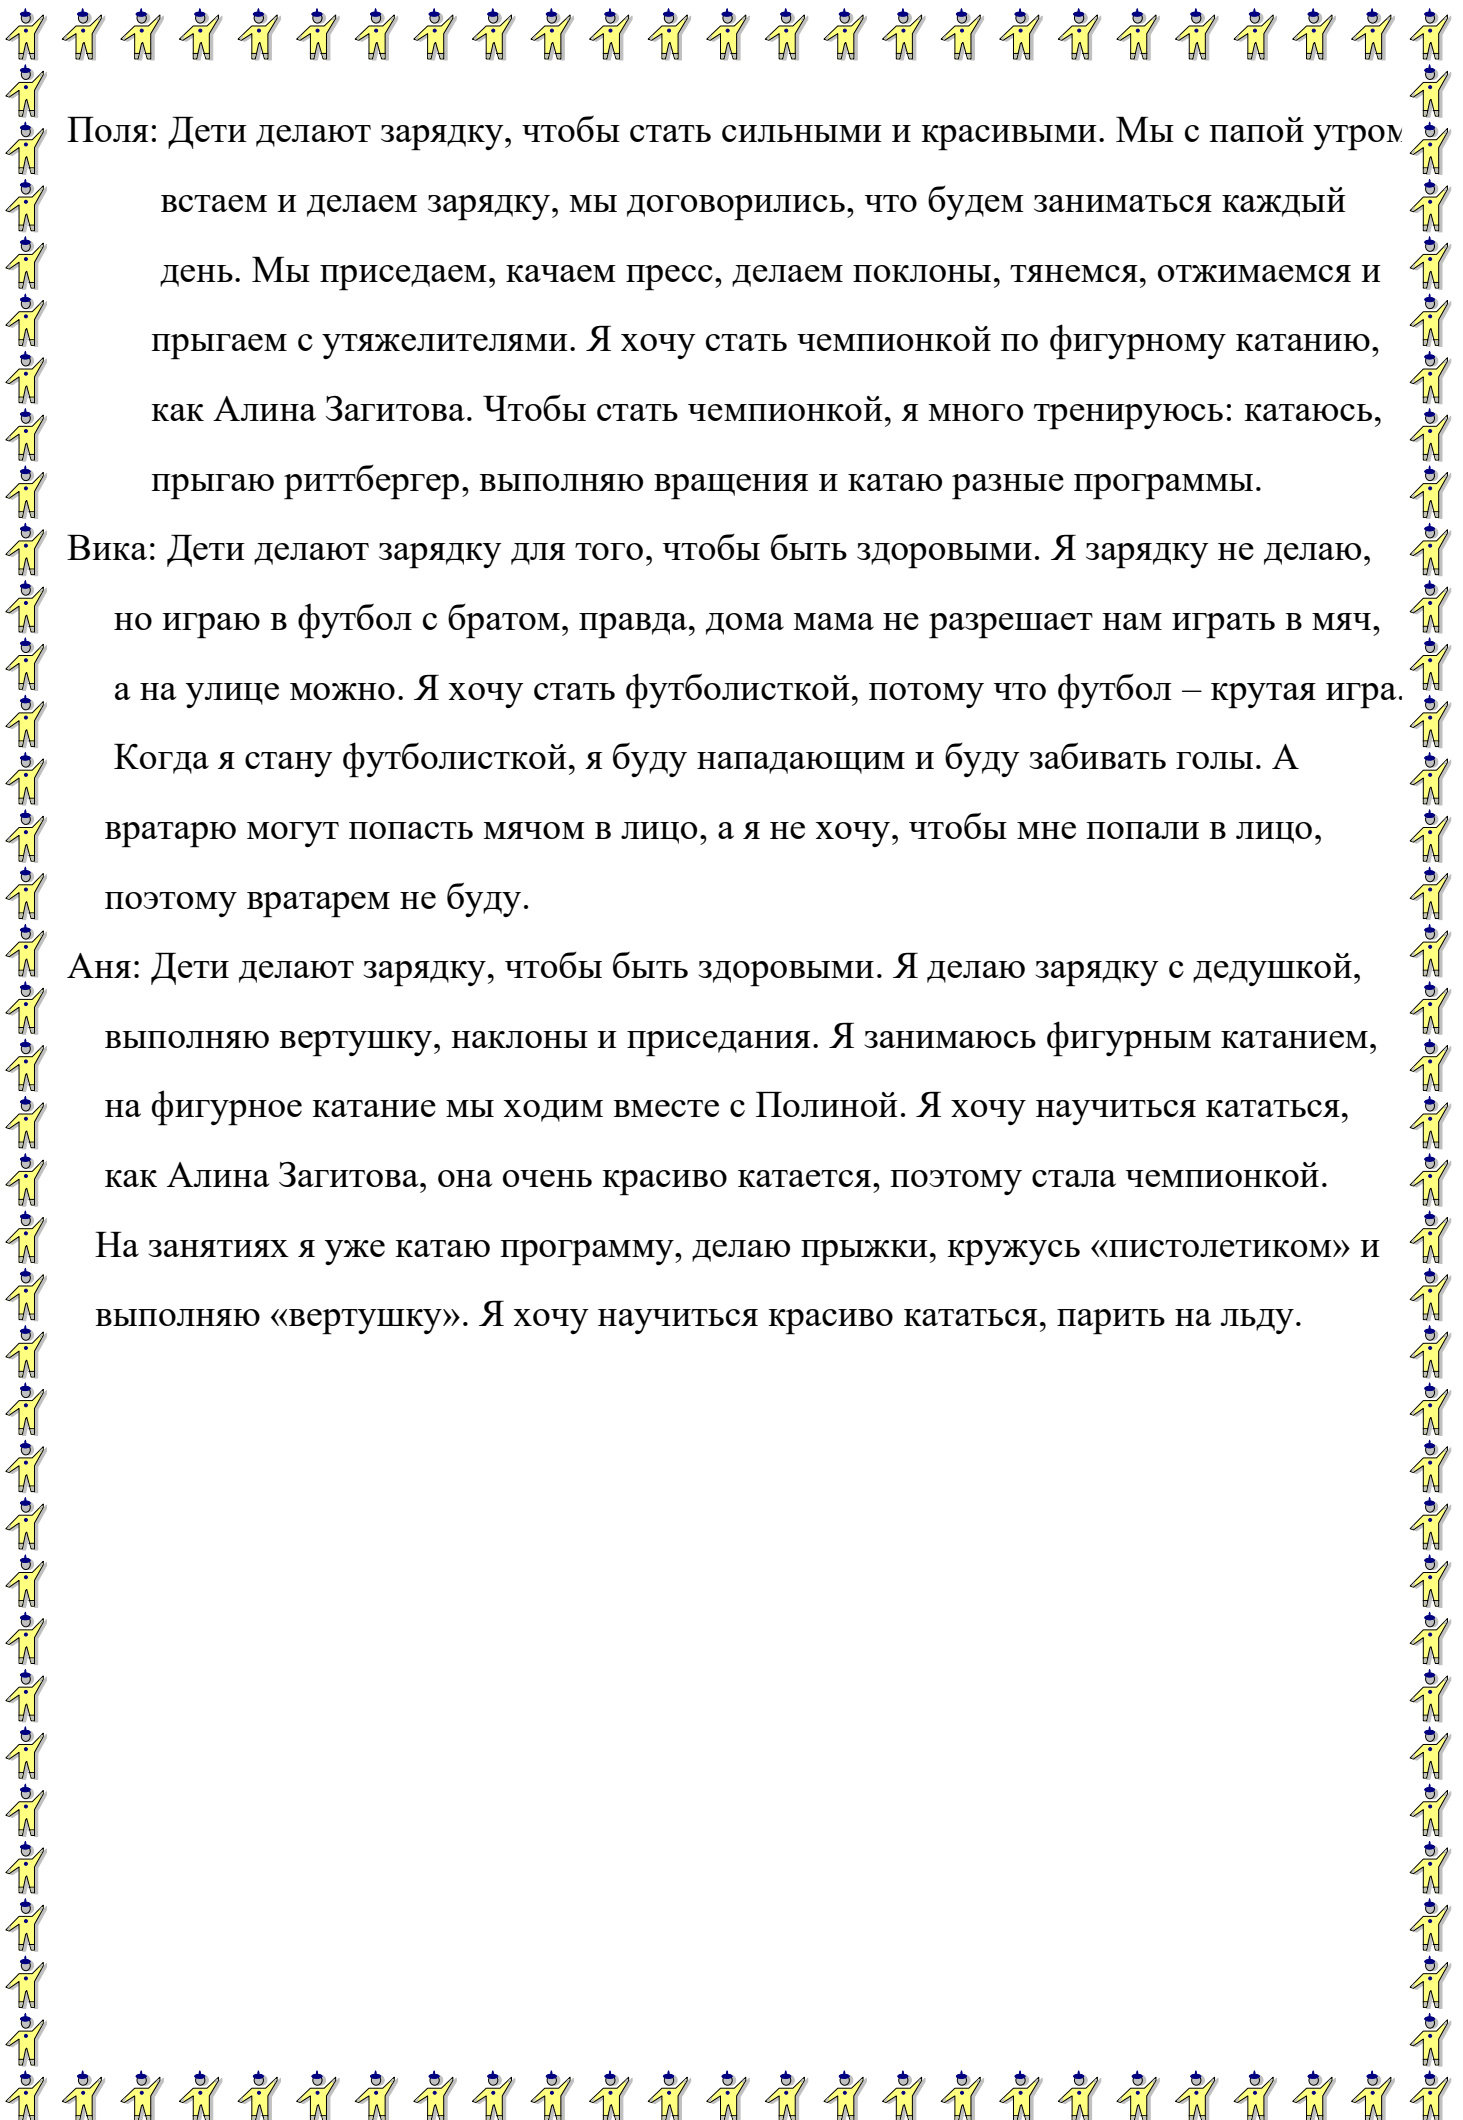 Поля: Дети делают зарядку, чтобы стать сильными и красивыми. Мы с папой утром
встаем и делаем зарядку, мы договорились, что будем заниматься каждый
день. Мы приседаем, качаем пресс, делаем поклоны, тянемся, отжимаемся и
прыгаем с утяжелителями. Я хочу стать чемпионкой по фигурному катанию,
как Алина Загитова. Чтобы стать чемпионкой, я много тренируюсь: катаюсь,
прыгаю риттбергер, выполняю вращения и катаю разные программы.
Вика: Дети делают зарядку для того, чтобы быть здоровыми. Я зарядку не делаю,
но играю в футбол с братом, правда, дома мама не разрешает нам играть в мяч,
а на улице можно. Я хочу стать футболисткой, потому что футбол – крутая игра.
Когда я стану футболисткой, я буду нападающим и буду забивать голы. А
вратарю могут попасть мячом в лицо, а я не хочу, чтобы мне попали в лицо,
поэтому вратарем не буду.
Аня: Дети делают зарядку, чтобы быть здоровыми. Я делаю зарядку с дедушкой,
выполняю вертушку, наклоны и приседания. Я занимаюсь фигурным катанием,
на фигурное катание мы ходим вместе с Полиной. Я хочу научиться кататься,
как Алина Загитова, она очень красиво катается, поэтому стала чемпионкой.
На занятиях я уже катаю программу, делаю прыжки, кружусь «пистолетиком» и
выполняю «вертушку». Я хочу научиться красиво кататься, парить на льду.